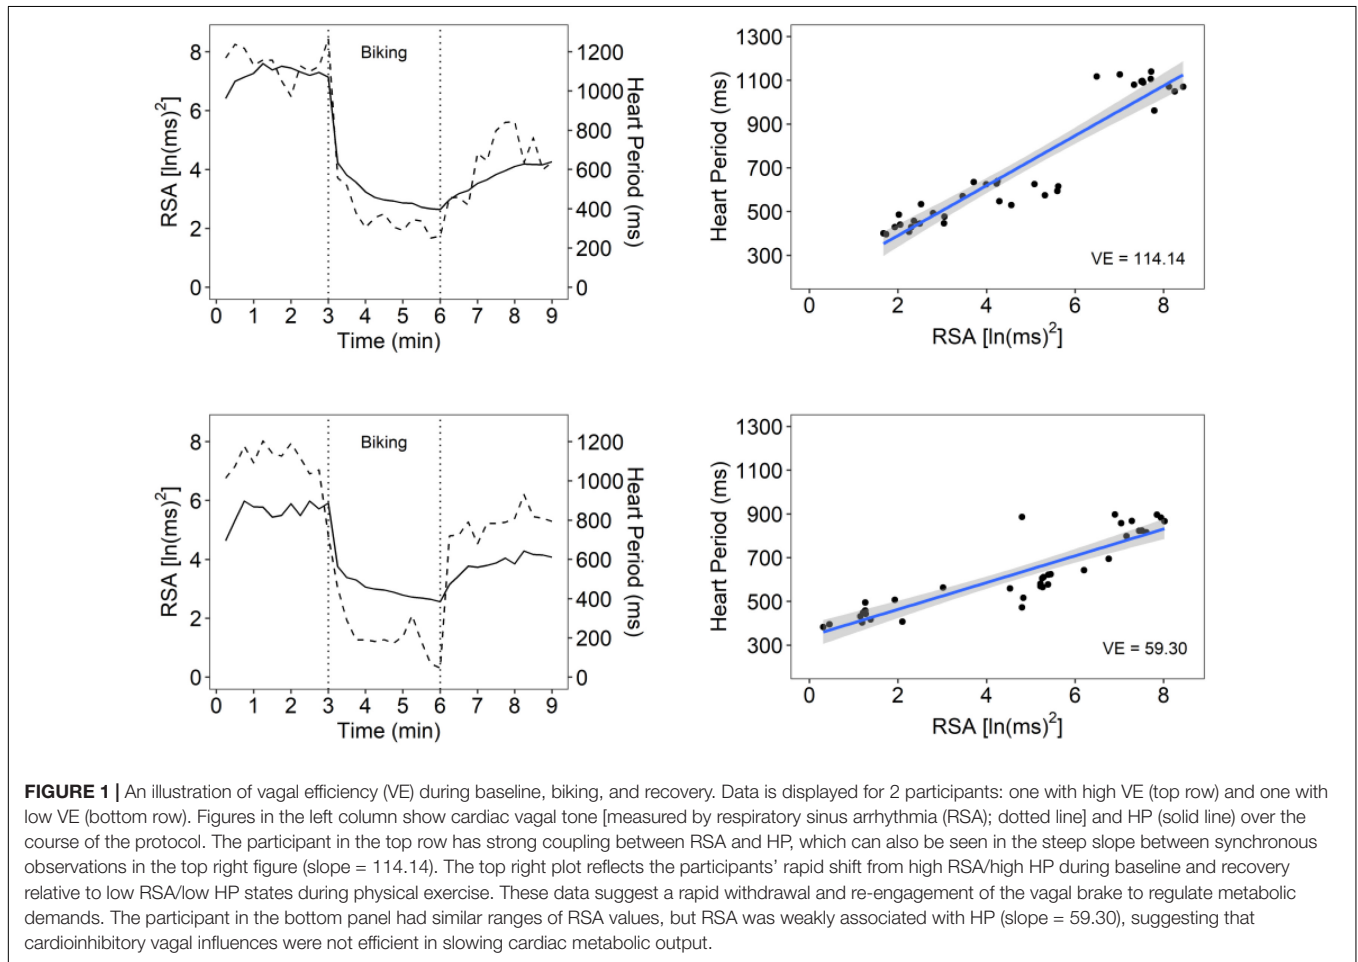 8
6
4
2
0
RSA [ln(ms)²]
Biking
1200
1000
800
600
400
200
0
Heart Period (ms)
0 1 2 3 4 5 6 7 8 9
Time (min)
1300
1100
900
700
500
300
Heart Period (ms)
VE = 114.14
0 2 4 6 8
RSA [ln(ms)²]
8
6
4
2
0
RSA [ln(ms)²]
Biking
1200
1000
800
600
400
200
0
Heart Period (ms)
0 1 2 3 4 5 6 7 8 9
Time (min)
1300
1100
900
700
500
300
Heart Period (ms)
VE = 59.30
0 2 4 6 8
RSA [ln(ms)²]
FIGURE 1 | An illustration of vagal efficiency (VE) during baseline, biking, and recovery. Data is displayed for 2 participants: one with high VE (top row) and one with
low VE (bottom row). Figures in the left column show cardiac vagal tone [measured by respiratory sinus arrhythmia (RSA); dotted line] and HP (solid line) over the
course of the protocol. The participant in the top row has strong coupling between RSA and HP, which can also be seen in the steep slope between synchronous
observations in the top right figure (slope = 114.14). The top right plot reflects the participants' rapid shift from high RSA/high HP during baseline and recovery
relative to low RSA/low HP states during physical exercise. These data suggest a rapid withdrawal and re-engagement of the vagal brake to regulate metabolic
demands. The participant in the bottom panel had similar ranges of RSA values, but RSA was weakly associated with HP (slope = 59.30), suggesting that
cardioinhibitory vagal influences were not efficient in slowing cardiac metabolic output.